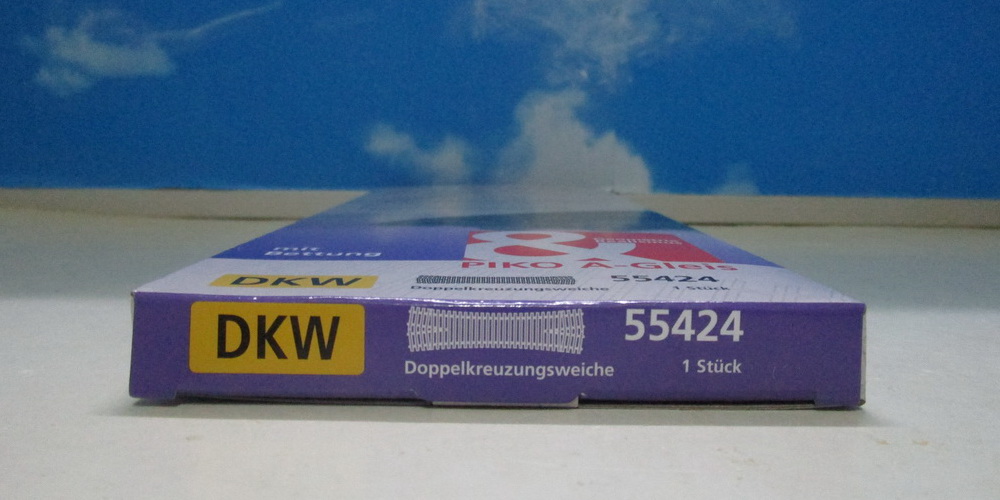 mit
Bettung
PIKO A-Gleis
DKW
55424
Doppelkreuzungsweiche
1 Stück
DKW
55424
Doppelkreuzungsweiche
1 Stück